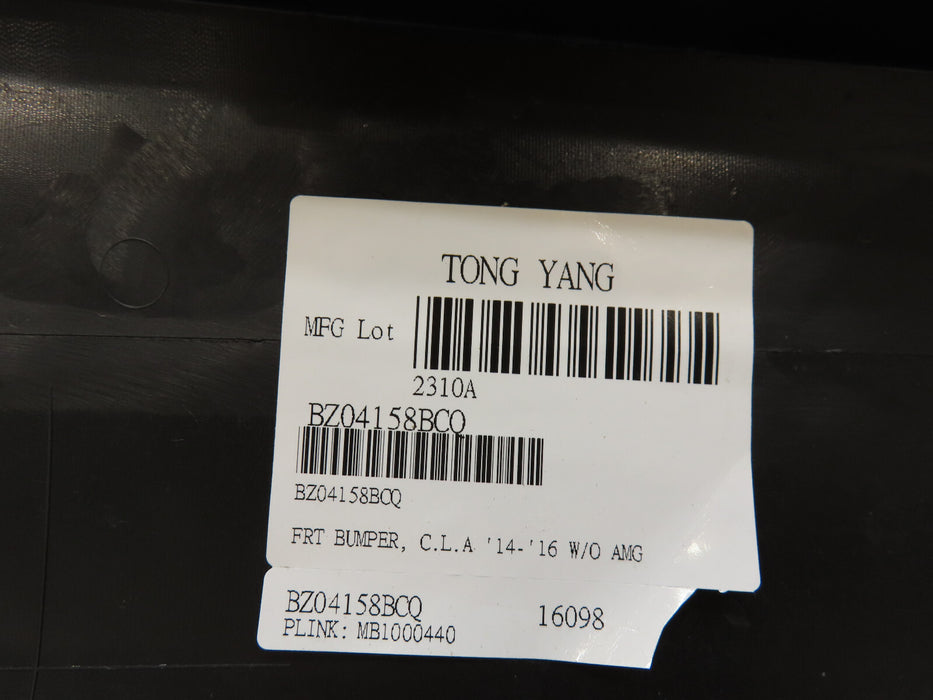 TONG YANG
MFG Lot
2310A
BZ04158BCQ
BZ04158BCQ
FRT BUMPER, C.L.A '14-'16 W/O AMG
BZ04158BCQ 16098
PLINK: MB1000440